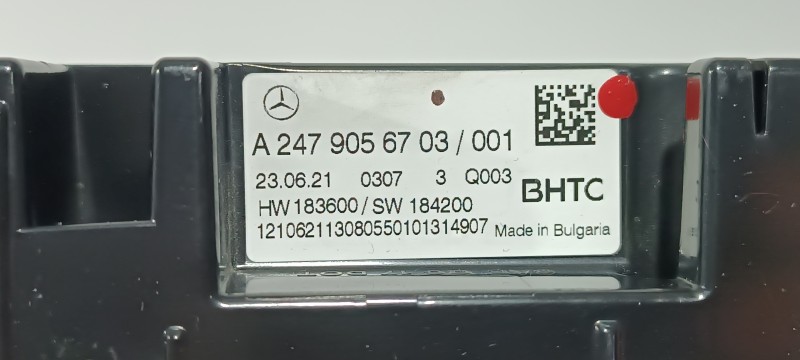 A 247 905 67 03 / 001
23.06.21 0307 3 Q003
BHTC
HW 183600 / SW 184200
121062113080550101314907 Made in Bulgaria